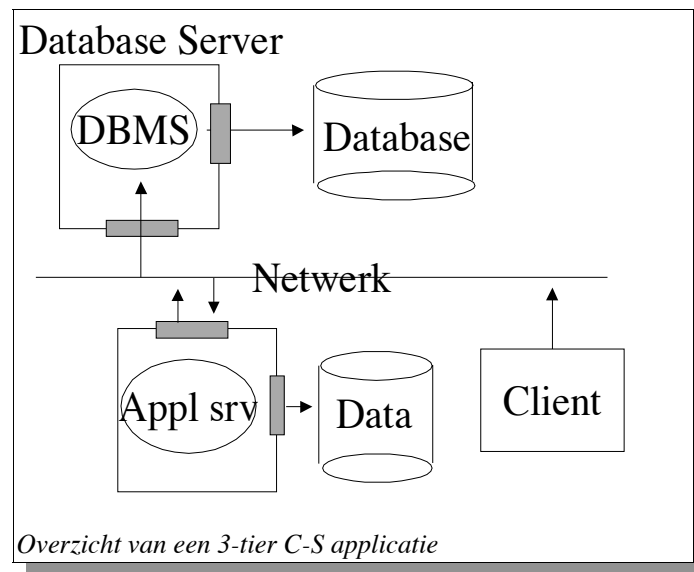 Database Server
DBMS
Database
Netwerk
Appl srv
Data
Client
Overzicht van een 3-tier C-S applicatie